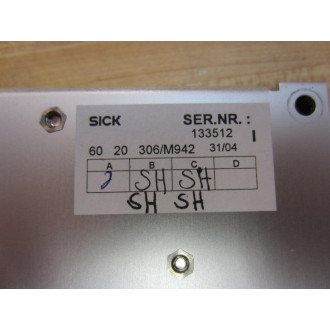 SICK SER.NR. :
133512 I
60 20 306/M942 31/04
A B C D
SH SH
SH SH